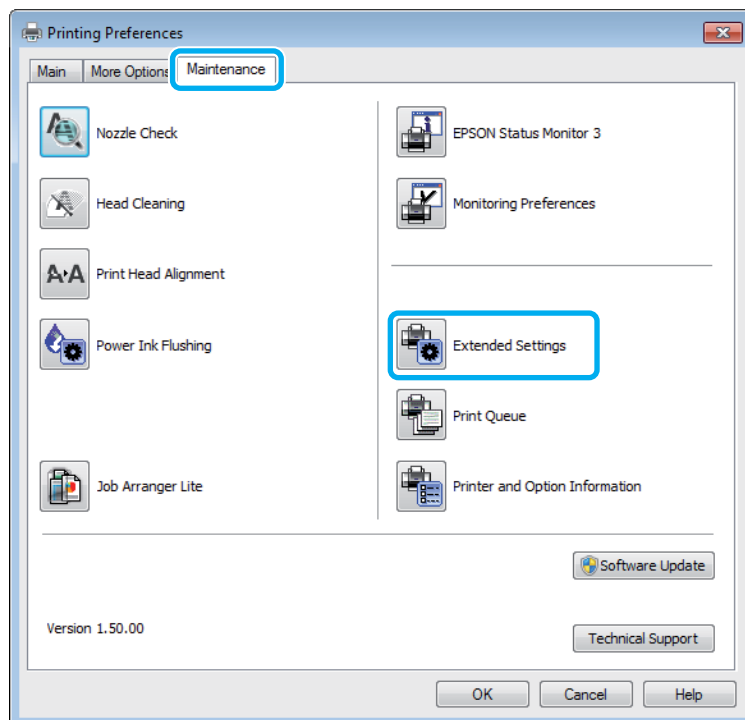 Printing Preferences
Main
More Options
Maintenance
Nozzle Check
Head Cleaning
Print Head Alignment
Power Ink Flushing
Job Arranger Lite
EPSON Status Monitor 3
Monitoring Preferences
Extended Settings
Print Queue
Printer and Option Information
Software Update
Version 1.50.00
Technical Support
OK
Cancel
Help